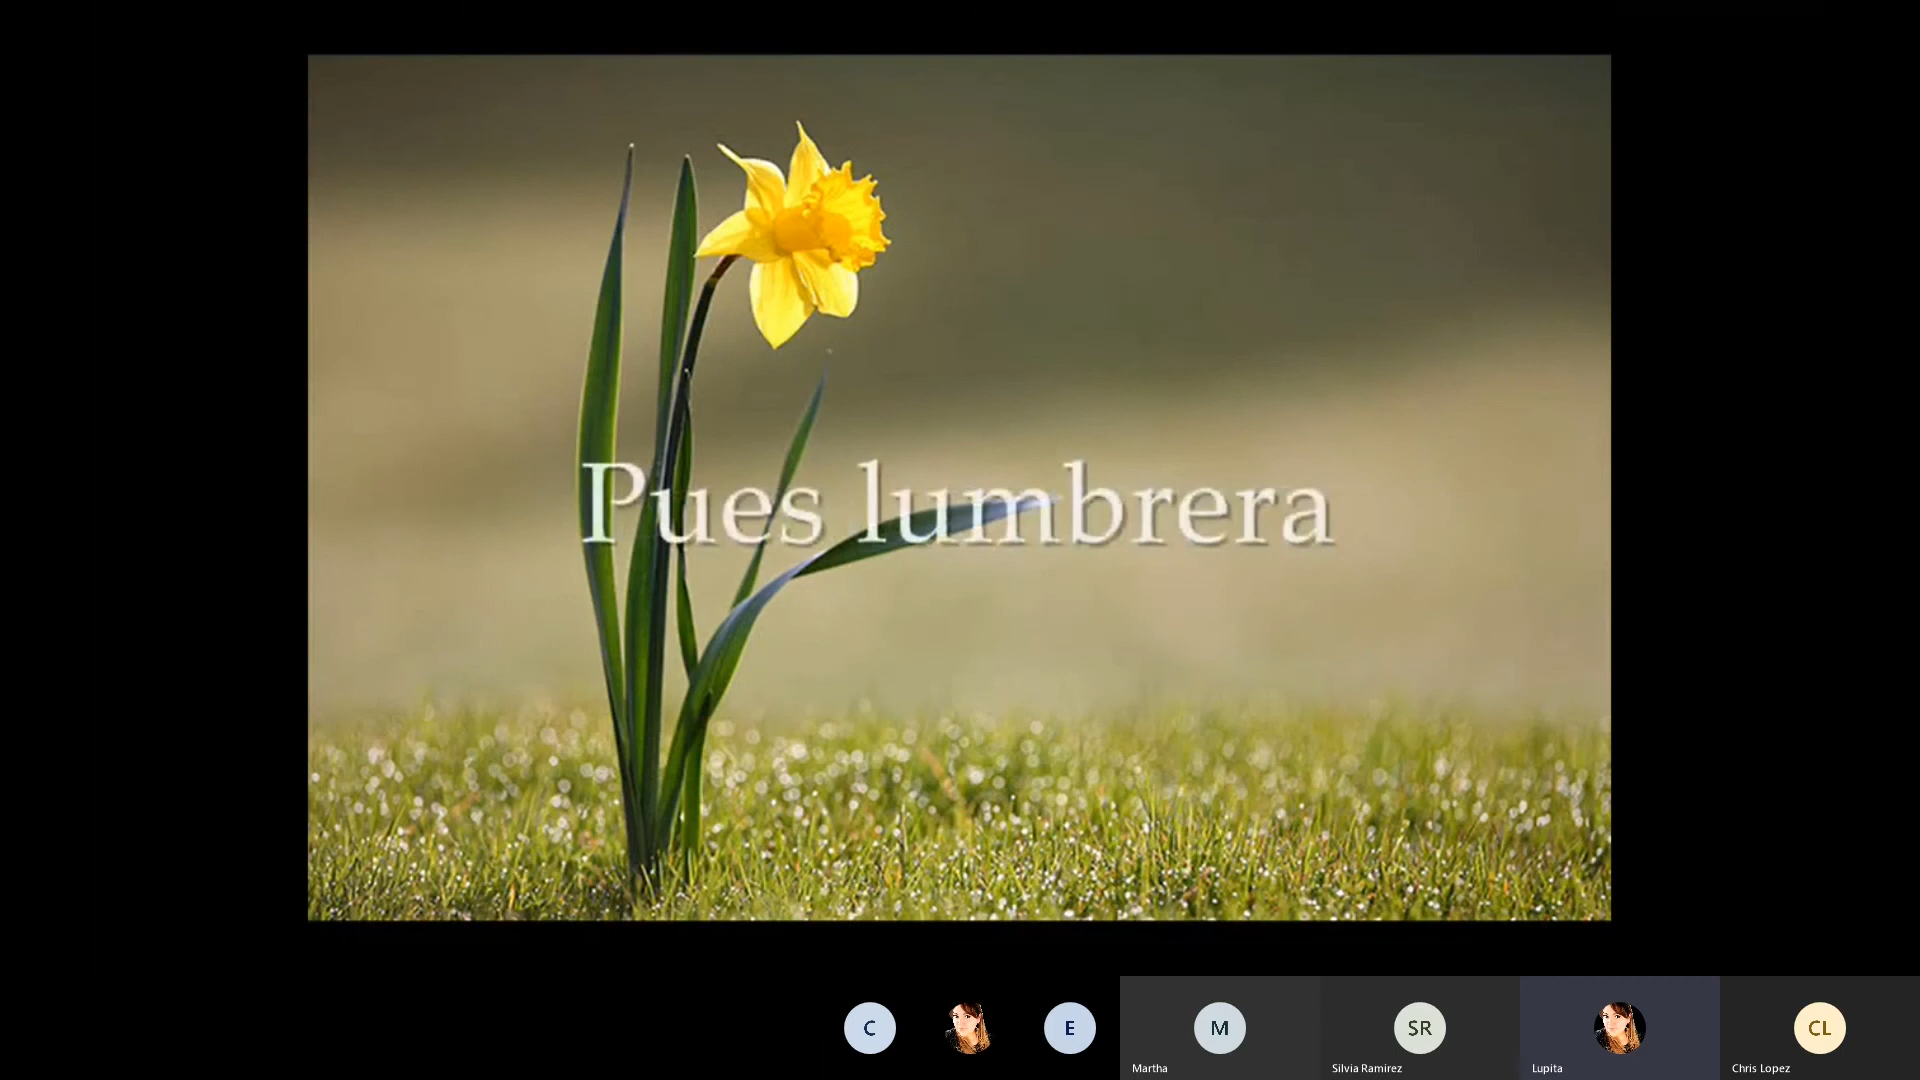 Pues lumbrera
C
E
M
SR
CL
Martha
Silvia Ramirez
Lupita
Chris Lopez